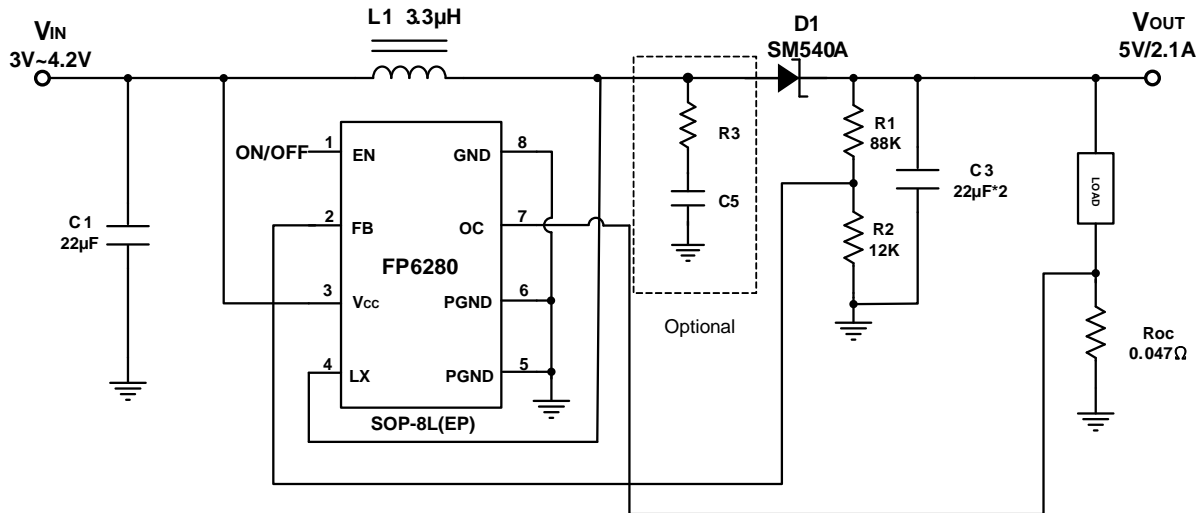 L1 3.3µH
VIN
3V~4.2V
D1
SM540A
VOUT
5V/2.1A
ON/OFF
1
EN
GND
8
2
FB
OC
7
FP6280
3
VCC
PGND
6
4
LX
PGND
5
SOP-8L(EP)
C1
22µF
R3
C5
Optional
R1
88K
R2
12K
C3
22µF*2
LOAD
Roc
0.047Ω